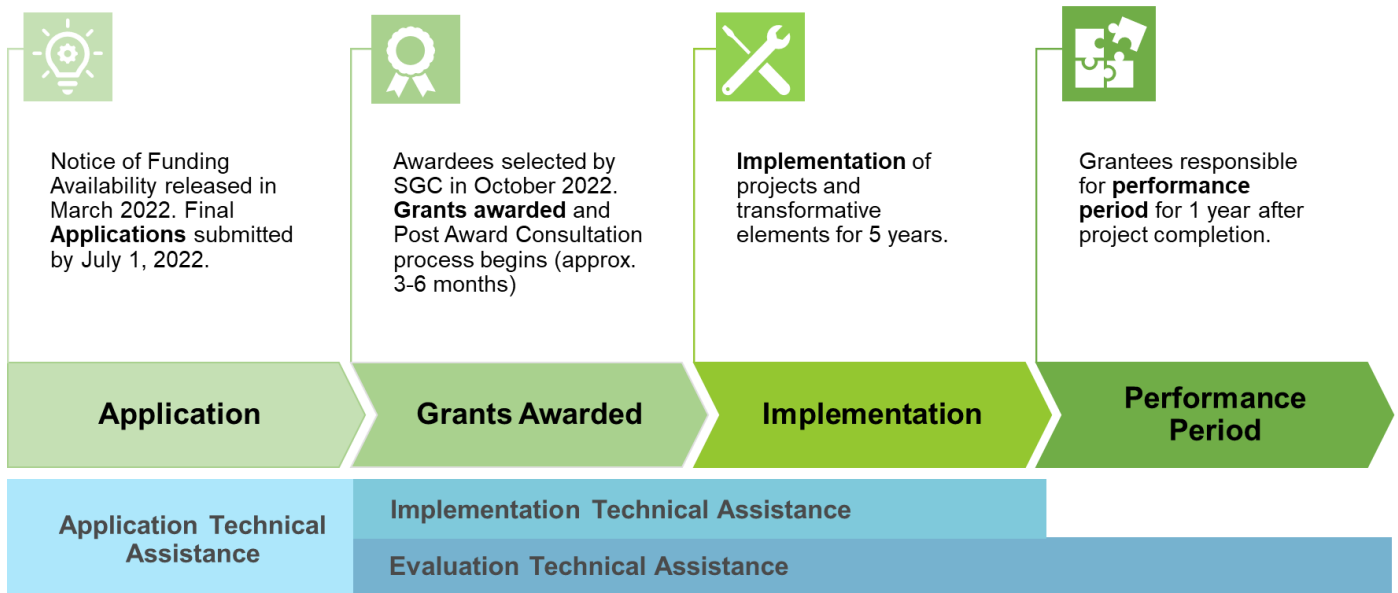 Notice of Funding
Availability released in
March 2022. Final
Applications submitted
by July 1, 2022.
Awardees selected by
SGC in October 2022.
Grants awarded and
Post Award Consultation
process begins (approx.
3-6 months)
Implementation of
projects and
transformative
elements for 5 years.
Grantees responsible
for performance
period for 1 year after
project completion.
Application
Grants Awarded
Implementation
Performance
Period
Application Technical
Assistance
Implementation Technical Assistance
Evaluation Technical Assistance